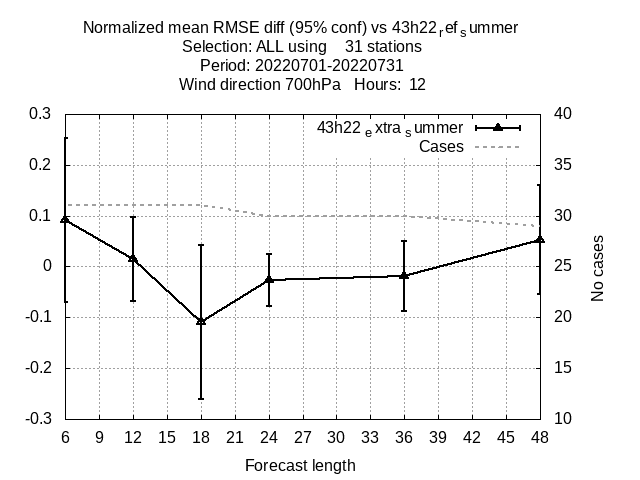 Normalized mean RMSE diff (95% conf) vs 43h22refsummer
Selection: ALL using 31 stations
Period: 20220701-20220731
Wind direction 700hPa Hours: 12
0.3 40
43h22extrasummer
Cases
0.2 35
0.1 30
0 25
-0.1 20
-0.2 15
-0.3 10
No cases
6 9 12 15 18 21 24 27 30 33 36 39 42 45 48
Forecast length